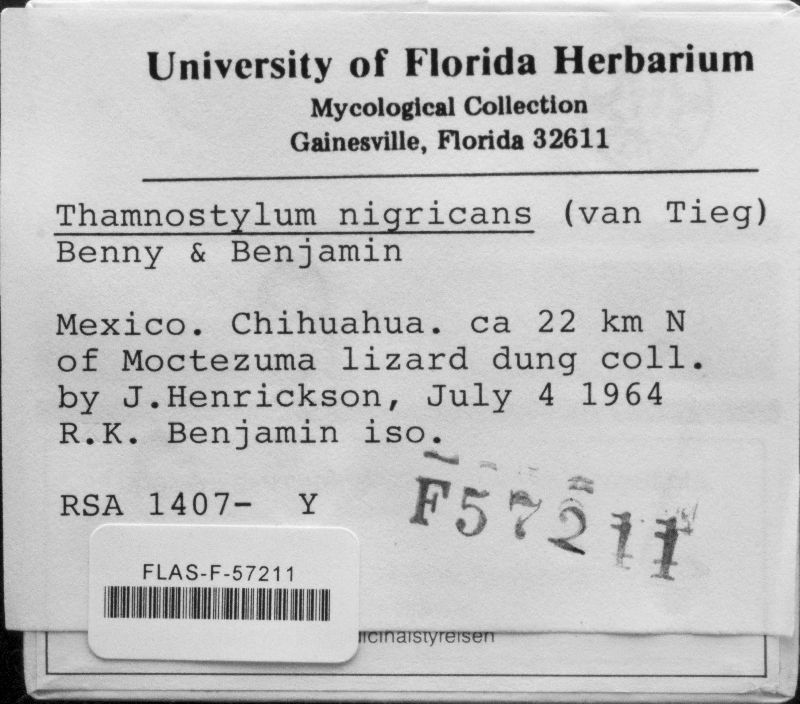 University of Florida Herbarium
Mycological Collection
Gainesville, Florida 32611
Thamnostylum nigricans (van Tieg)
Benny & Benjamin
Mexico. Chihuahua. ca 22 km N
of Moctezuma lizard dung coll.
by J.Henrickson, July 4 1964
R.K. Benjamin iso.
RSA 1407- Y
F57211
FLAS-F-57211